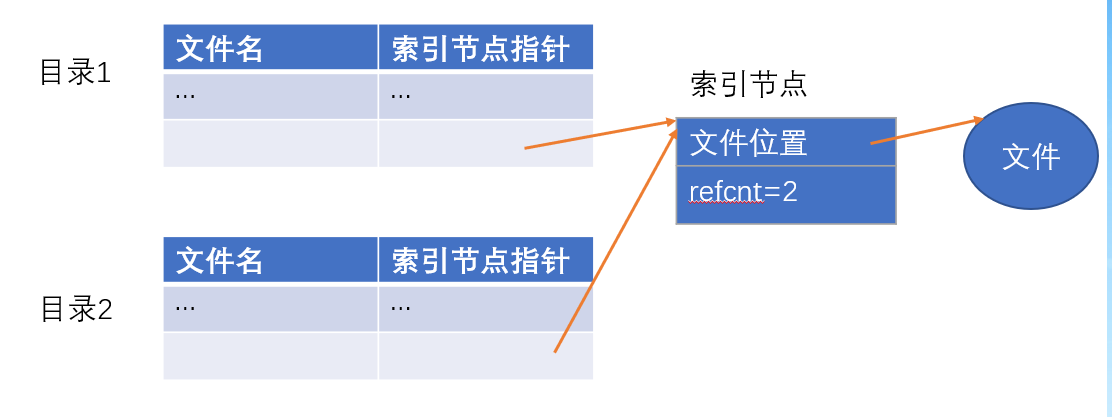 目录1
文件名 索引节点指针
... ...
索引节点
文件位置
refcnt=2
文件
目录2
文件名 索引节点指针
... ...